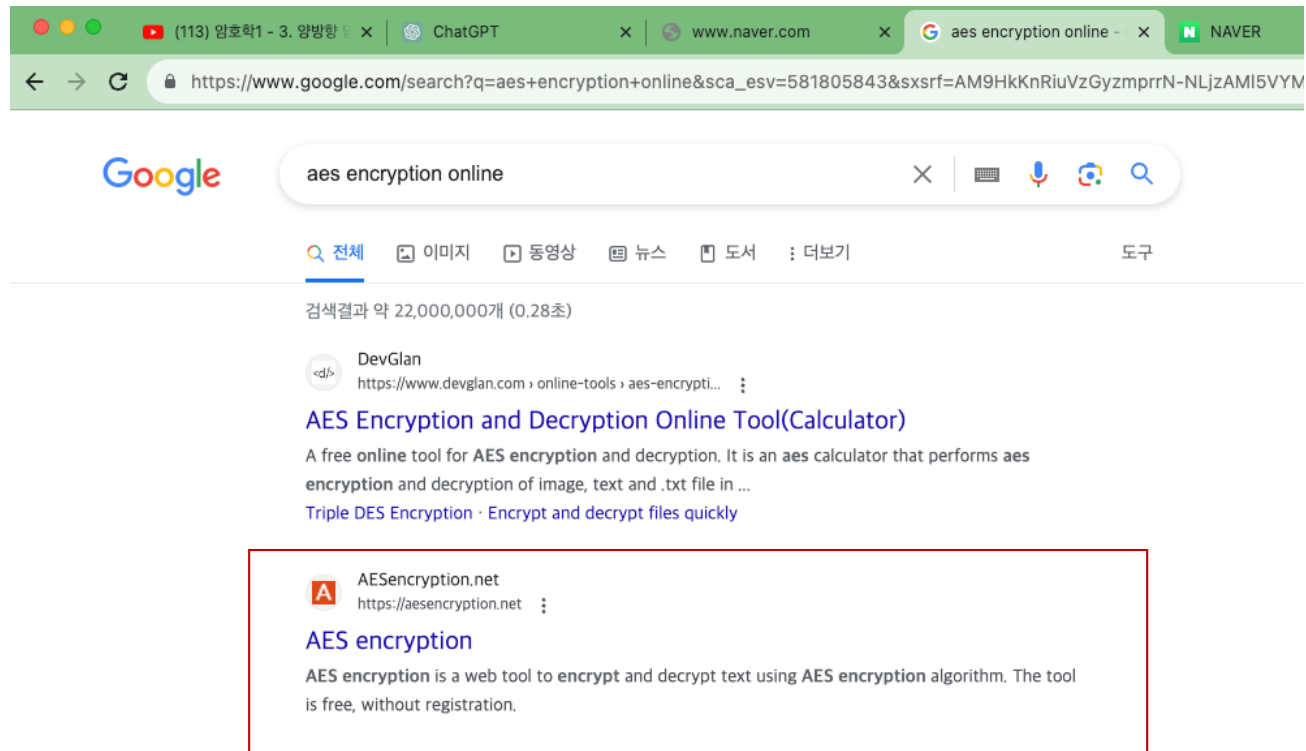 (113) 암호학1 - 3. 양방향
ChatGPT
www.naver.com
aes encryption online -
NAVER
https://www.google.com/search?q=aes+encryption+online&sca_esv=581805843&sxsrf=AM9HkKnRiuVzGyzmprrN-NLjzAMl5VYM
Google
aes encryption online
전체 이미지 동영상 뉴스 도서 더보기 도구
검색결과 약 22,000,000개 (0.28초)
<d/>
DevGlan
https://www.devglan.com › online-tools › aes-encrypti...
AES Encryption and Decryption Online Tool(Calculator)
A free online tool for AES encryption and decryption. It is an aes calculator that performs aes
encryption and decryption of image, text and .txt file in ...
Triple DES Encryption · Encrypt and decrypt files quickly
A
AESencryption.net
https://aesencryption.net
AES encryption
AES encryption is a web tool to encrypt and decrypt text using AES encryption algorithm. The tool
is free, without registration.